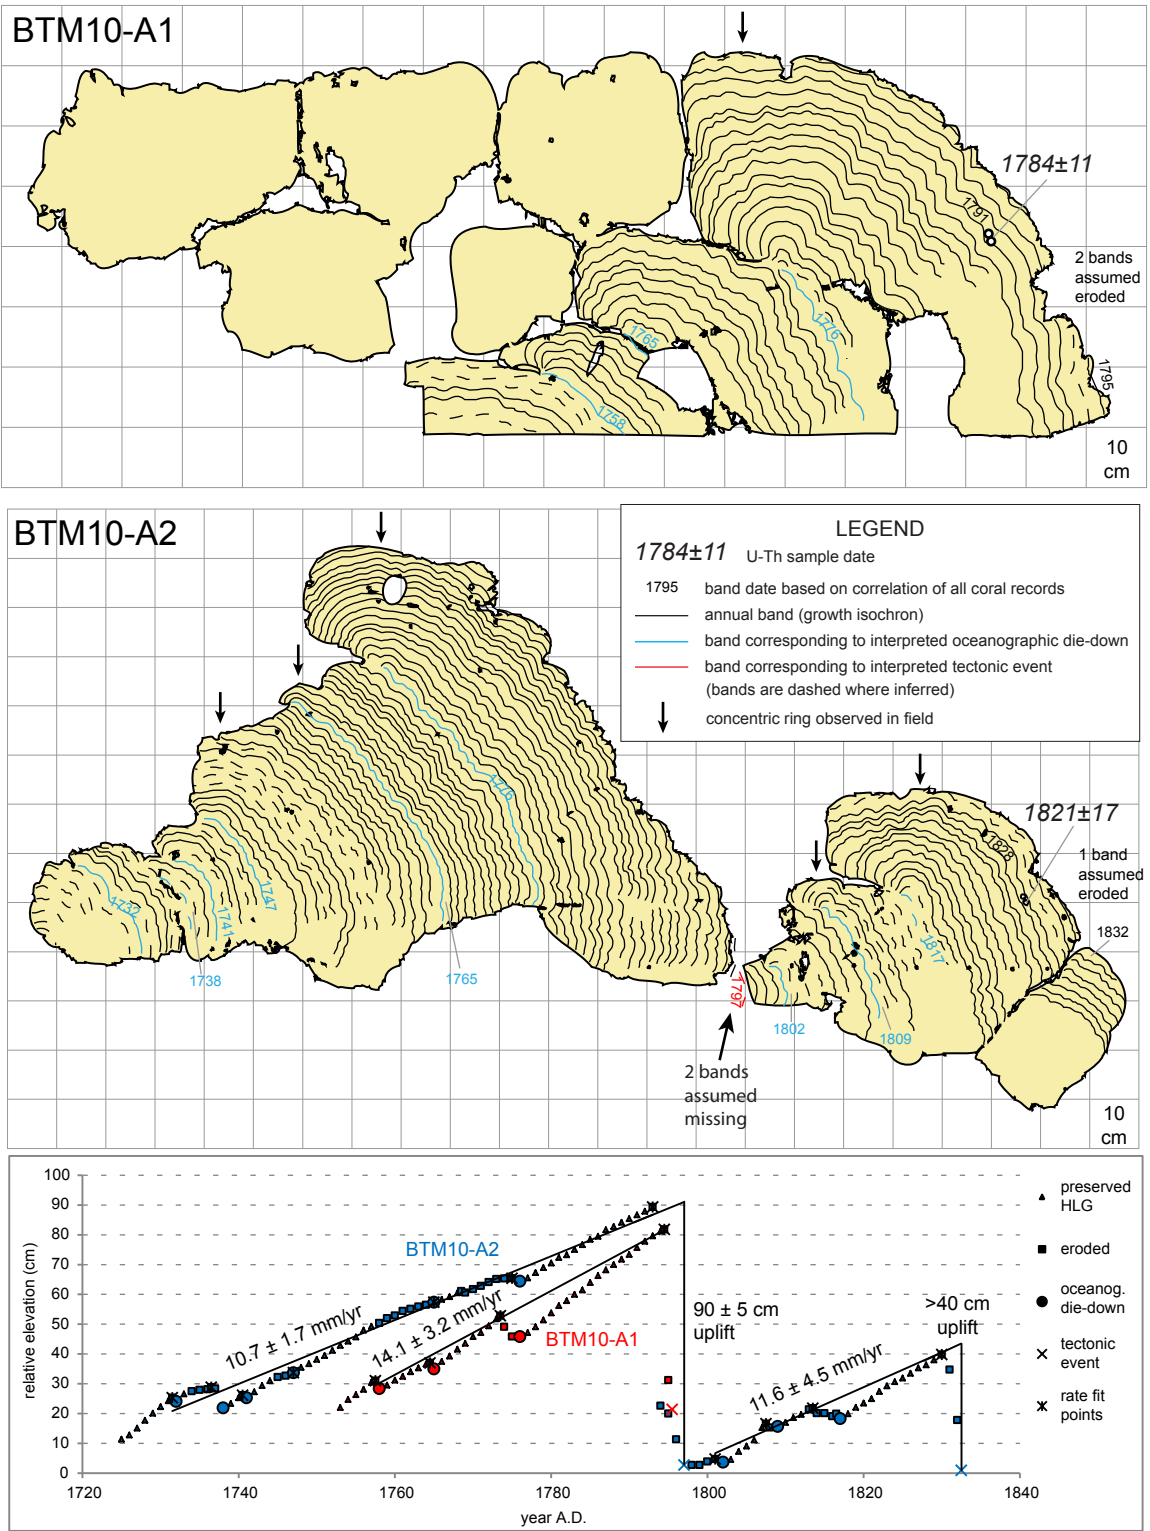 BTM10-A1
1784±11
1791
2 bands
assumed
eroded
1776
1765
1758
1795
10
cm
BTM10-A2
LEGEND
1784±11 U-Th sample date
1795 band date based on correlation of all coral records
annual band (growth isochron)
band corresponding to interpreted oceanographic die-down
band corresponding to interpreted tectonic event
(bands are dashed where inferred)
concentric ring observed in field
1776
1821±17
1828
1 band
assumed
eroded
1732
1741
1747
1738
1765
1832
1817
1797
1802
1809
2 bands
assumed
missing
10
cm
100
90
80
70
60
50
40
30
20
10
0
relative elevation (cm)
1720
1740
1760
1780
1800
1820
1840
year A.D.
BTM10-A2
10.7 ± 1.7 mm/yr
14.1 ± 3.2 mm/yr
BTM10-A1
90 ± 5 cm
uplift
11.6 ± 4.5 mm/yr
>40 cm
uplift
preserved
HLG
eroded
oceanog.
die-down
tectonic
event
rate fit
points